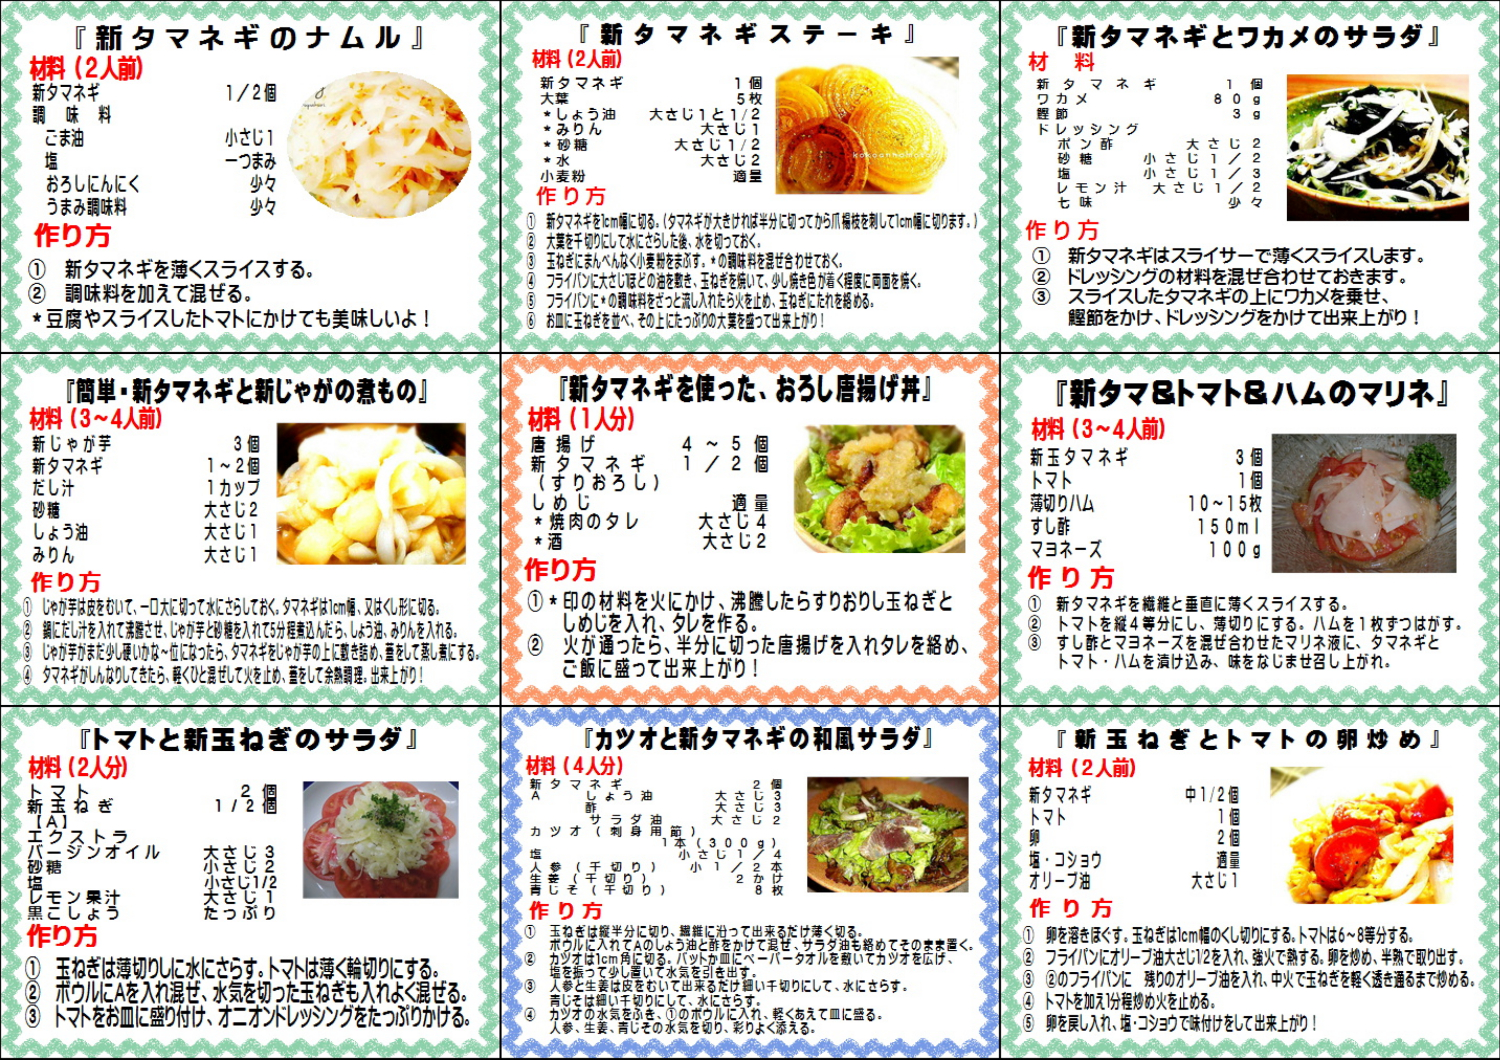 『新タマネギのナムル』
材料(2人前)
新タマネギ 1/2個
調味料
ごま油 小さじ1
塩 一つまみ
おろしにんにく 少々
うまみ調味料 少々
作り方
① 新タマネギを薄くスライスする。
② 調味料を加えて混ぜる。
*豆腐やスライスしたトマトにかけても美味しいよ!
『新タマネギステーキ』
材料(2人前)
新タマネギ 1個
大葉 5枚
*しょう油 大さじ1と1/2
*みりん 大さじ1
*砂糖 大さじ1/2
*水 大さじ2
小麦粉 適量
作り方
① 新タマネギを1cm幅に切る。(タマネギが大きければ半分に切ってから爪楊枝を刺して1cm幅に切ります。)
② 大葉を千切りにして水にさらした後、水を切っておく。
③ 玉ねぎにまんべんなく小麦粉をまぶす。*の調味料を混ぜ合わせておく。
④ フライパンに大さじ1ほどの油を敷き、玉ねぎを焼いて、少し焼き色が着く程度に両面を焼く。
⑤ フライパンに*の調味料をざっと流し入れたら火を止め、玉ねぎにたれを絡める。
⑥ お皿に玉ねぎを並べ、その上にたっぷりの大葉を盛って出来上がり!
『新タマネギとワカメのサラダ』
材料
新タマネギ 1個
ワカメ 80g
鰹節 3g
ドレッシング
ポン酢 大さじ2
砂糖 小さじ1/2
塩 小さじ1/3
レモン汁 大さじ1/2
七味 少々
作り方
① 新タマネギはスライサーで薄くスライスします。
② ドレッシングの材料を混ぜ合わせておきます。
③ スライスしたタマネギの上にワカメを乗せ、
鰹節をかけ、ドレッシングをかけて出来上がり!
『簡単・新タマネギと新じゃがの煮もの』
材料(3~4人前)
新じゃが芋 3個
新タマネギ 1~2個
だし汁 1カップ
砂糖 大さじ2
しょう油 大さじ1
みりん 大さじ1
作り方
① じゃが芋は皮をむいて、一口大に切って水にさらしておく。タマネギは1cm幅、又はくし形に切る。
② 鍋にだし汁を入れて沸騰させ、じゃが芋と砂糖を入れて5分程煮込んだら、しょう油、みりんを入れる。
③ じゃが芋がまだ少し硬いかな~位になったら、タマネギをじゃが芋の上に敷き詰め、蓋をして蒸し煮にする。
④ タマネギがしんなりしてきたら、軽くひと混ぜして火を止め、蓋をして余熱調理。出来上がり!
『新タマネギを使った、おろし唐揚げ丼』
材料(1人分)
唐揚げ 4~5個
新タマネギ 1/2個
(すりおろし)
しめじ 適量
*焼肉のタレ 大さじ4
*酒 大さじ2
作り方
①*印の材料を火にかけ、沸騰したらすりおりし玉ねぎと
しめじを入れ、タレを作る。
② 火が通ったら、半分に切った唐揚げを入れタレを絡め、
ご飯に盛って出来上がり!
『新タマ&トマト&ハムのマリネ』
材料(3~4人前)
新玉タマネギ 3個
トマト 1個
薄切りハム 10~15枚
すし酢 150ml
マヨネーズ 100g
作り方
① 新タマネギを繊維と垂直に薄くスライスする。
② トマトを縦4等分にし、薄切りにする。ハムを1枚ずつはがす。
③ すし酢とマヨネーズを混ぜ合わせたマリネ液に、タマネギと
トマト・ハムを漬け込み、味をなじませ召し上がれ。
『トマトと新玉ねぎのサラダ』
材料(2人分)
トマト 2個
新玉ねぎ 1/2個
【A】
エクストラ
バージンオイル 大さじ3
砂糖 小さじ2
塩 小さじ1/2
レモン果汁 大さじ1
黒こしょう たっぷり
作り方
① 玉ねぎは薄切りしに水にさらす。トマトは薄く輪切りにする。
② ボウルにAを入れ混ぜ、水気を切った玉ねぎも入れよく混ぜる。
③ トマトをお皿に盛り付け、オニオンドレッシングをたっぷりかける。
『カツオと新タマネギの和風サラダ』
材料(4人分)
新タマネギ 2個
A しょう油 大さじ3
酢 大さじ3
サラダ油 大さじ2
カツオ(刺身用節)
1本(300g)
塩 小さじ1/4
人参(千切り) 小1/2本
生姜(千切り) 2かけ
青じそ(千切り) 8枚
作り方
① 玉ねぎは縦半分に切り、繊維に沿って出来るだけ薄く切る。
ボウルに入れてAのしょう油と酢をかけて混ぜ、サラダ油も絡めてそのまま置く。
② カツオは1cm角に切る。バットか皿にペーパータオルを敷いてカツオを広げ、
塩を振って少し置いて水気を引き出す。
③ 人参と生姜は皮をむいて出来るだけ細い千切りにして、水にさらす。
青じそは細い千切りにして、水にさらす。
④ カツオの水気をふき、①のボウルに入れ、軽くあえて皿に盛る。
人参、生姜、青じその水気を切り、彩りよく添える。
『新玉ねぎとトマトの卵炒め』
材料(2人前)
新タマネギ 中1/2個
トマト 1個
卵 2個
塩・コショウ 適量
オリーブ油 大さじ1
作り方
① 卵を溶きほぐす。玉ねぎは1cm幅のくし切りにする。トマトは6~8等分する。
② フライパンにオリーブ油大さじ1/2を入れ、強火で熱する。卵を炒め、半熟で取り出す。
③ ②のフライパンに 残りのオリーブ油を入れ、中火で玉ねぎを軽く透き通るまで炒める。
④ トマトを加え1分程炒め火を止める。
⑤ 卵を戻し入れ、塩・コショウで味付けをして出来上がり!